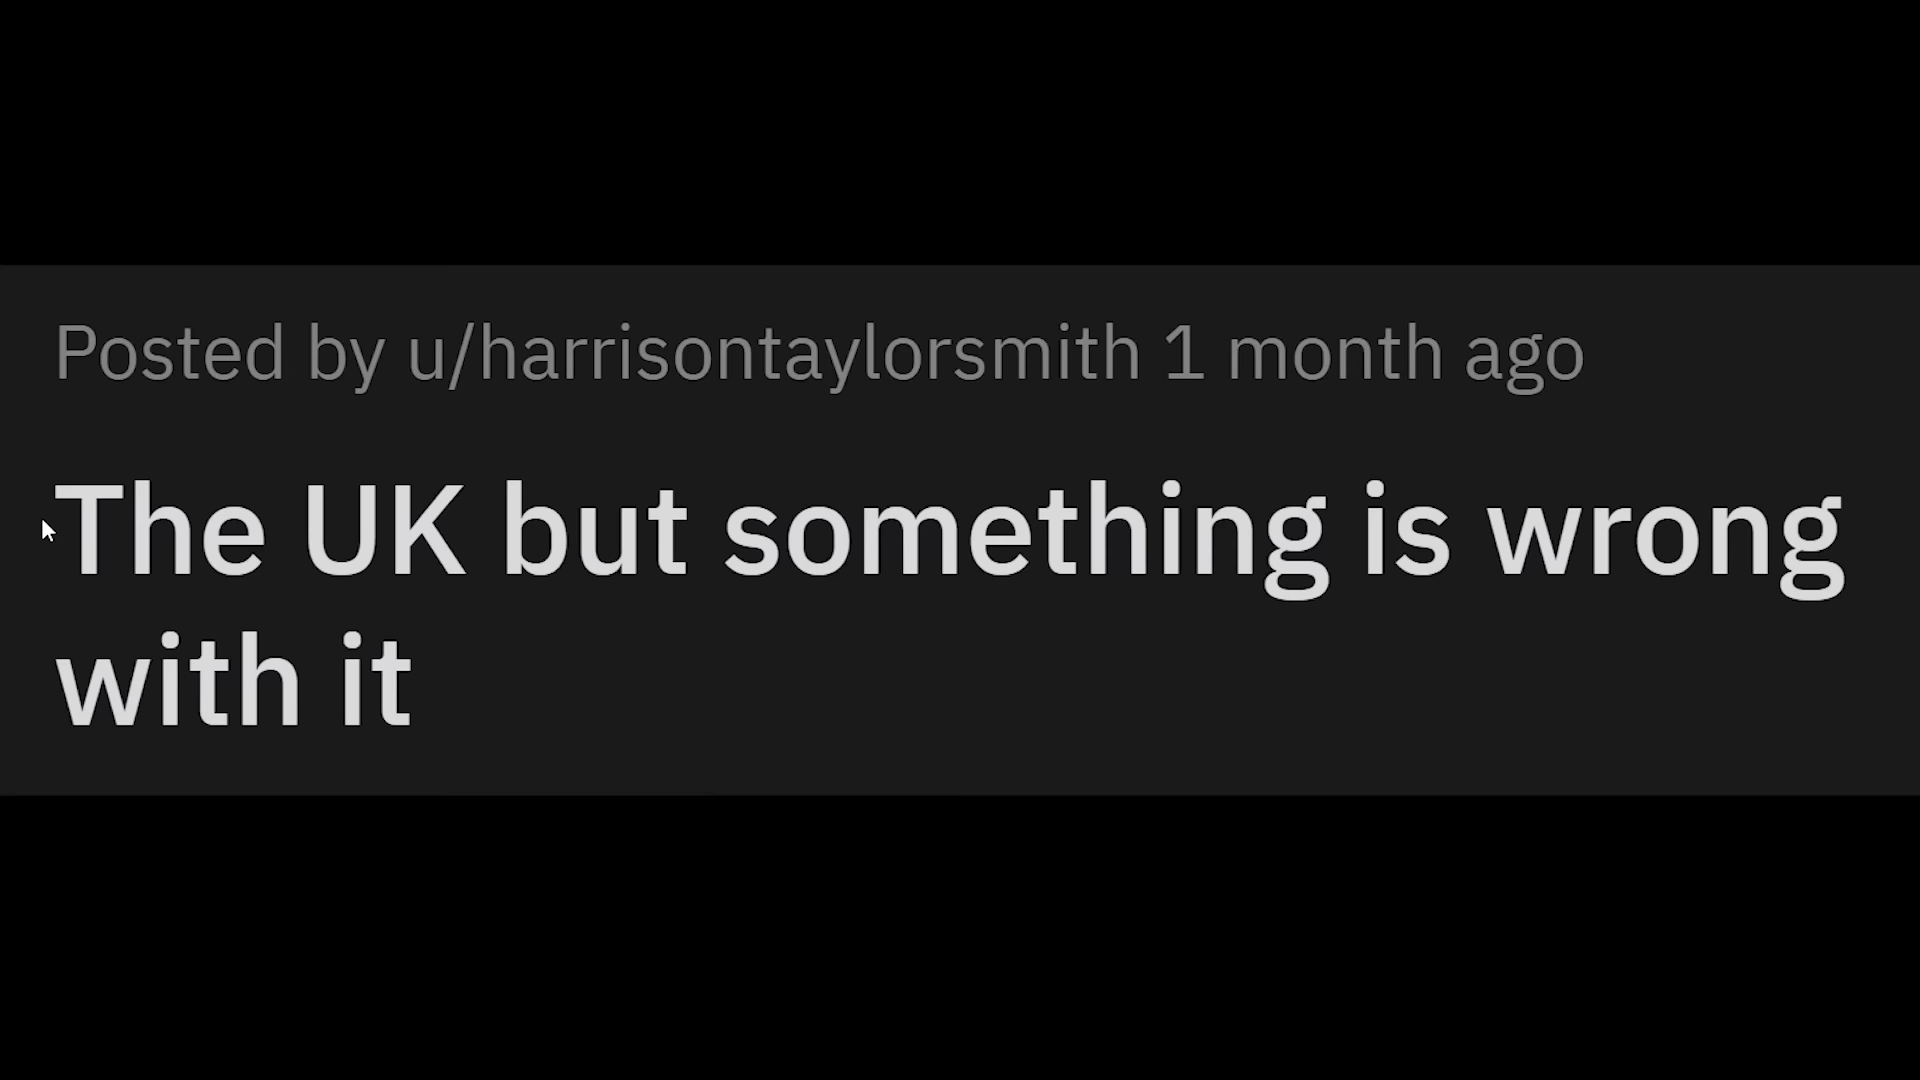 Posted by u/harrisontaylorsmith 1 month ago
The UK but something is wrong
with it